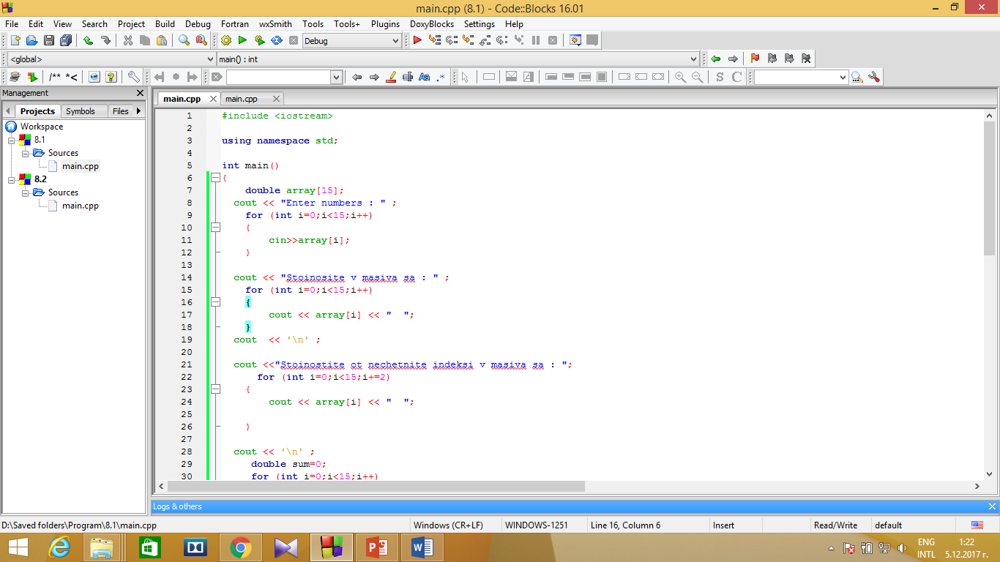 main.cpp (8.1) - Code::Blocks 16.01
File Edit View Search Project Build Debug Fortran wxSmith Tools Tools+ Plugins DoxyBlocks Settings Help
Debug
<global> main() : int
/** *< Aa .* S C
Management
Projects Symbols Files
Workspace
8.1
Sources
main.cpp
8.2
Sources
main.cpp
main.cpp main.cpp
1 #include <iostream>
2
3 using namespace std;
4
5 int main()
6 {
7 double array[15];
8 cout << "Enter numbers : " ;
9 for (int i=0;i<15;i++)
10 {
11 cin>>array[i];
12 }
13
14 cout << "Stoinosite v masiva sa : " ;
15 for (int i=0;i<15;i++)
16 {
17 cout << array[i] << "  ";
18 }
19 cout  << '\n' ;
20
21 cout <<"Stoinostite ot nechetnite indeksi v masiva sa : ";
22 for (int i=0;i<15;i+=2)
23 {
24 cout << array[i] << "  ";
25
26 }
27
28 cout << '\n' ;
29 double sum=0;
30 for (int i=0;i<15;i++)
Logs & others
D:\Saved folders\Program\8.1\main.cpp Windows (CR+LF) WINDOWS-1251 Line 16, Column 6 Insert Read/Write default
ENG 1:22
INTL 5.12.2017 г.